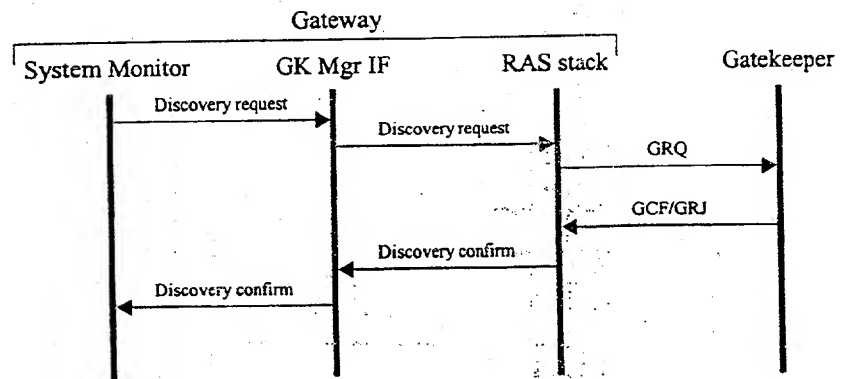 Gateway
System Monitor
GK Mgr IF
RAS stack
Gatekeeper
Discovery request
Discovery request
GRQ
GCF/GRJ
Discovery confirm
Discovery confirm